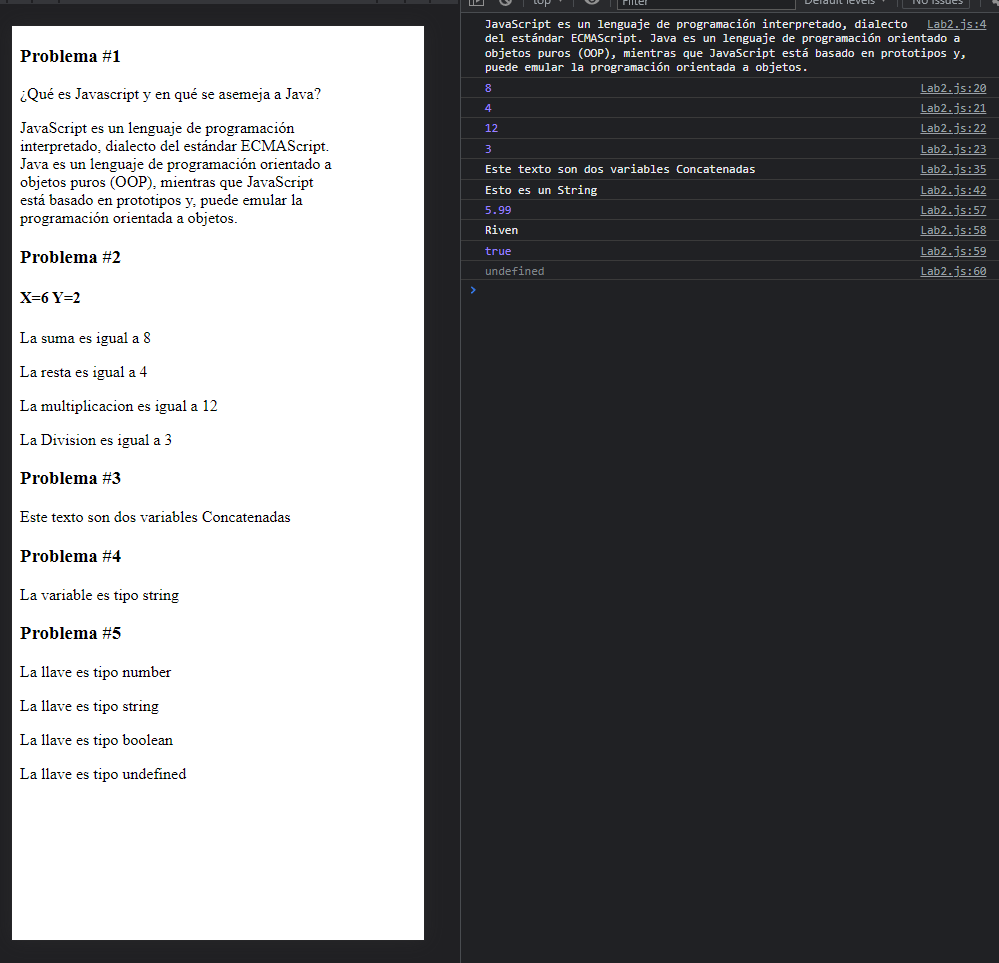 Problema #1
¿Qué es Javascript y en qué se asemeja a Java?
JavaScript es un lenguaje de programación
interpretado, dialecto del estándar ECMAScript.
Java es un lenguaje de programación orientado a
objetos puros (OOP), mientras que JavaScript
está basado en prototipos y, puede emular la
programación orientada a objetos.
Problema #2
X=6 Y=2
La suma es igual a 8
La resta es igual a 4
La multiplicacion es igual a 12
La Division es igual a 3
Problema #3
Este texto son dos variables Concatenadas
Problema #4
La variable es tipo string
Problema #5
La llave es tipo number
La llave es tipo string
La llave es tipo boolean
La llave es tipo undefined
top Filter Default levels No Issues
JavaScript es un lenguaje de programación interpretado, dialecto Lab2.js:4
del estándar ECMAScript. Java es un lenguaje de programación orientado a
objetos puros (OOP), mientras que JavaScript está basado en prototipos y,
puede emular la programación orientada a objetos.
8 Lab2.js:20
4 Lab2.js:21
12 Lab2.js:22
3 Lab2.js:23
Este texto son dos variables Concatenadas Lab2.js:35
Esto es un String Lab2.js:42
5.99 Lab2.js:57
Riven Lab2.js:58
true Lab2.js:59
undefined Lab2.js:60